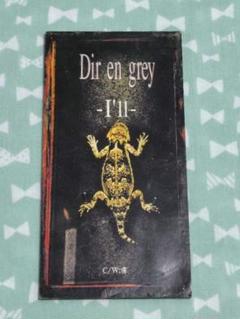 Dir en grey
-I'll-
C/W: